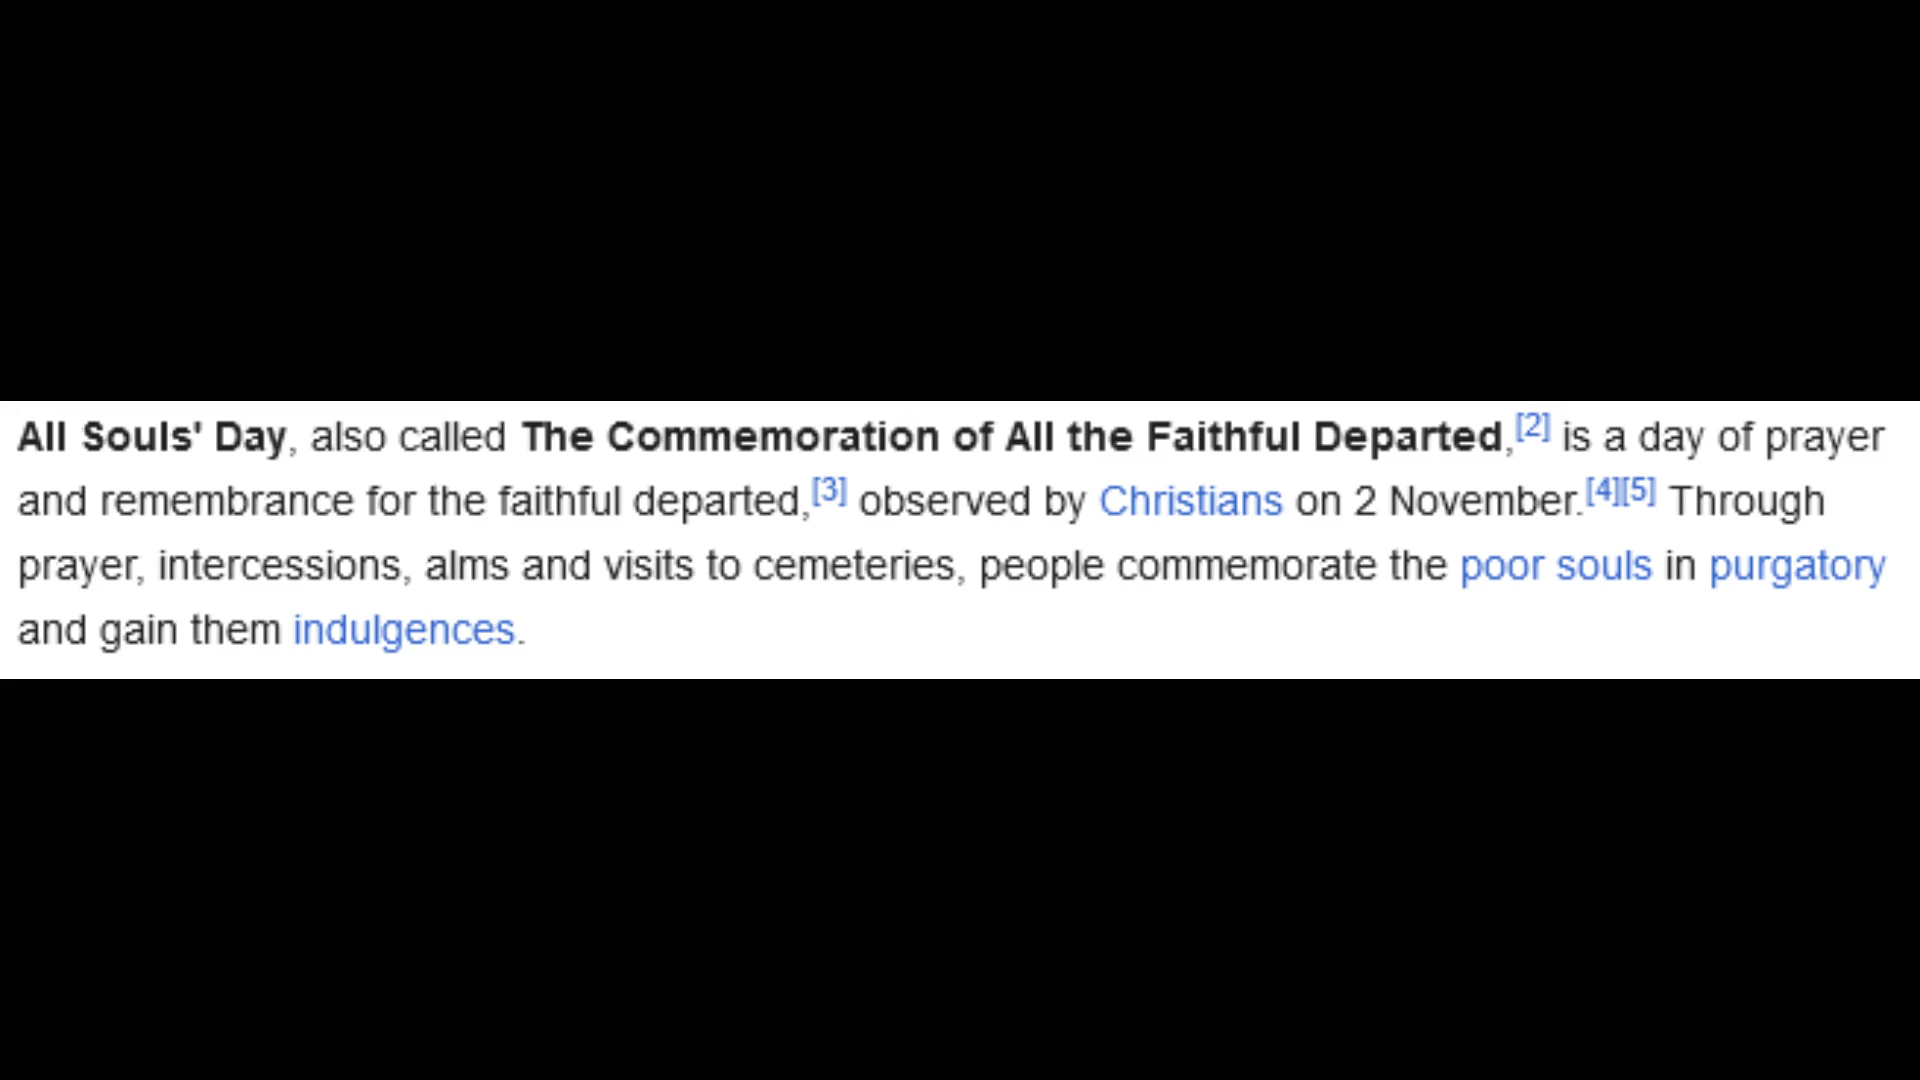 All Souls' Day, also called The Commemoration of All the Faithful Departed,[2] is a day of prayer
and remembrance for the faithful departed,[3] observed by Christians on 2 November.[4][5] Through
prayer, intercessions, alms and visits to cemeteries, people commemorate the poor souls in purgatory
and gain them indulgences.